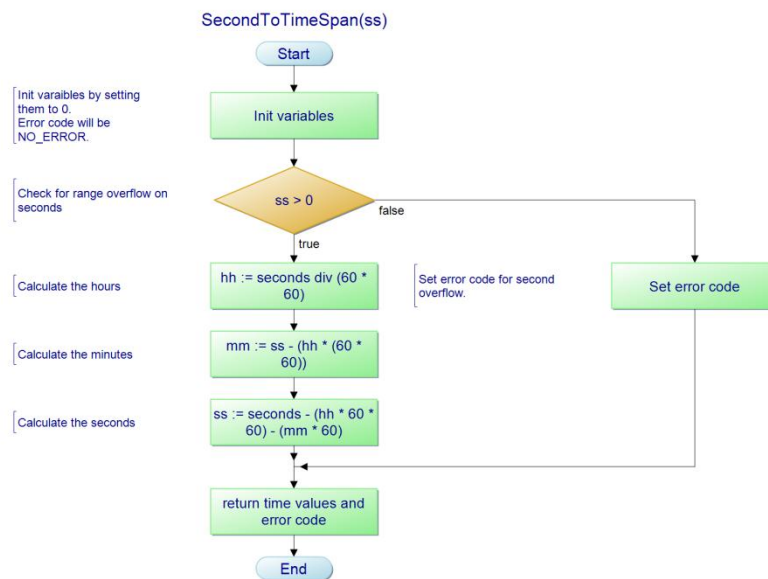 SecondToTimeSpan(ss)
Start
Init varaibles by setting
them to 0.
Error code will be
NO_ERROR.
Init variables
Check for range overflow on
seconds
ss > 0
false
true
Calculate the hours
hh := seconds div (60 *
60)
Set error code for second
overflow.
Set error code
Calculate the minutes
mm := ss - (hh * (60 *
60))
Calculate the seconds
ss := seconds - (hh * 60 *
60) - (mm * 60)
return time values and
error code
End